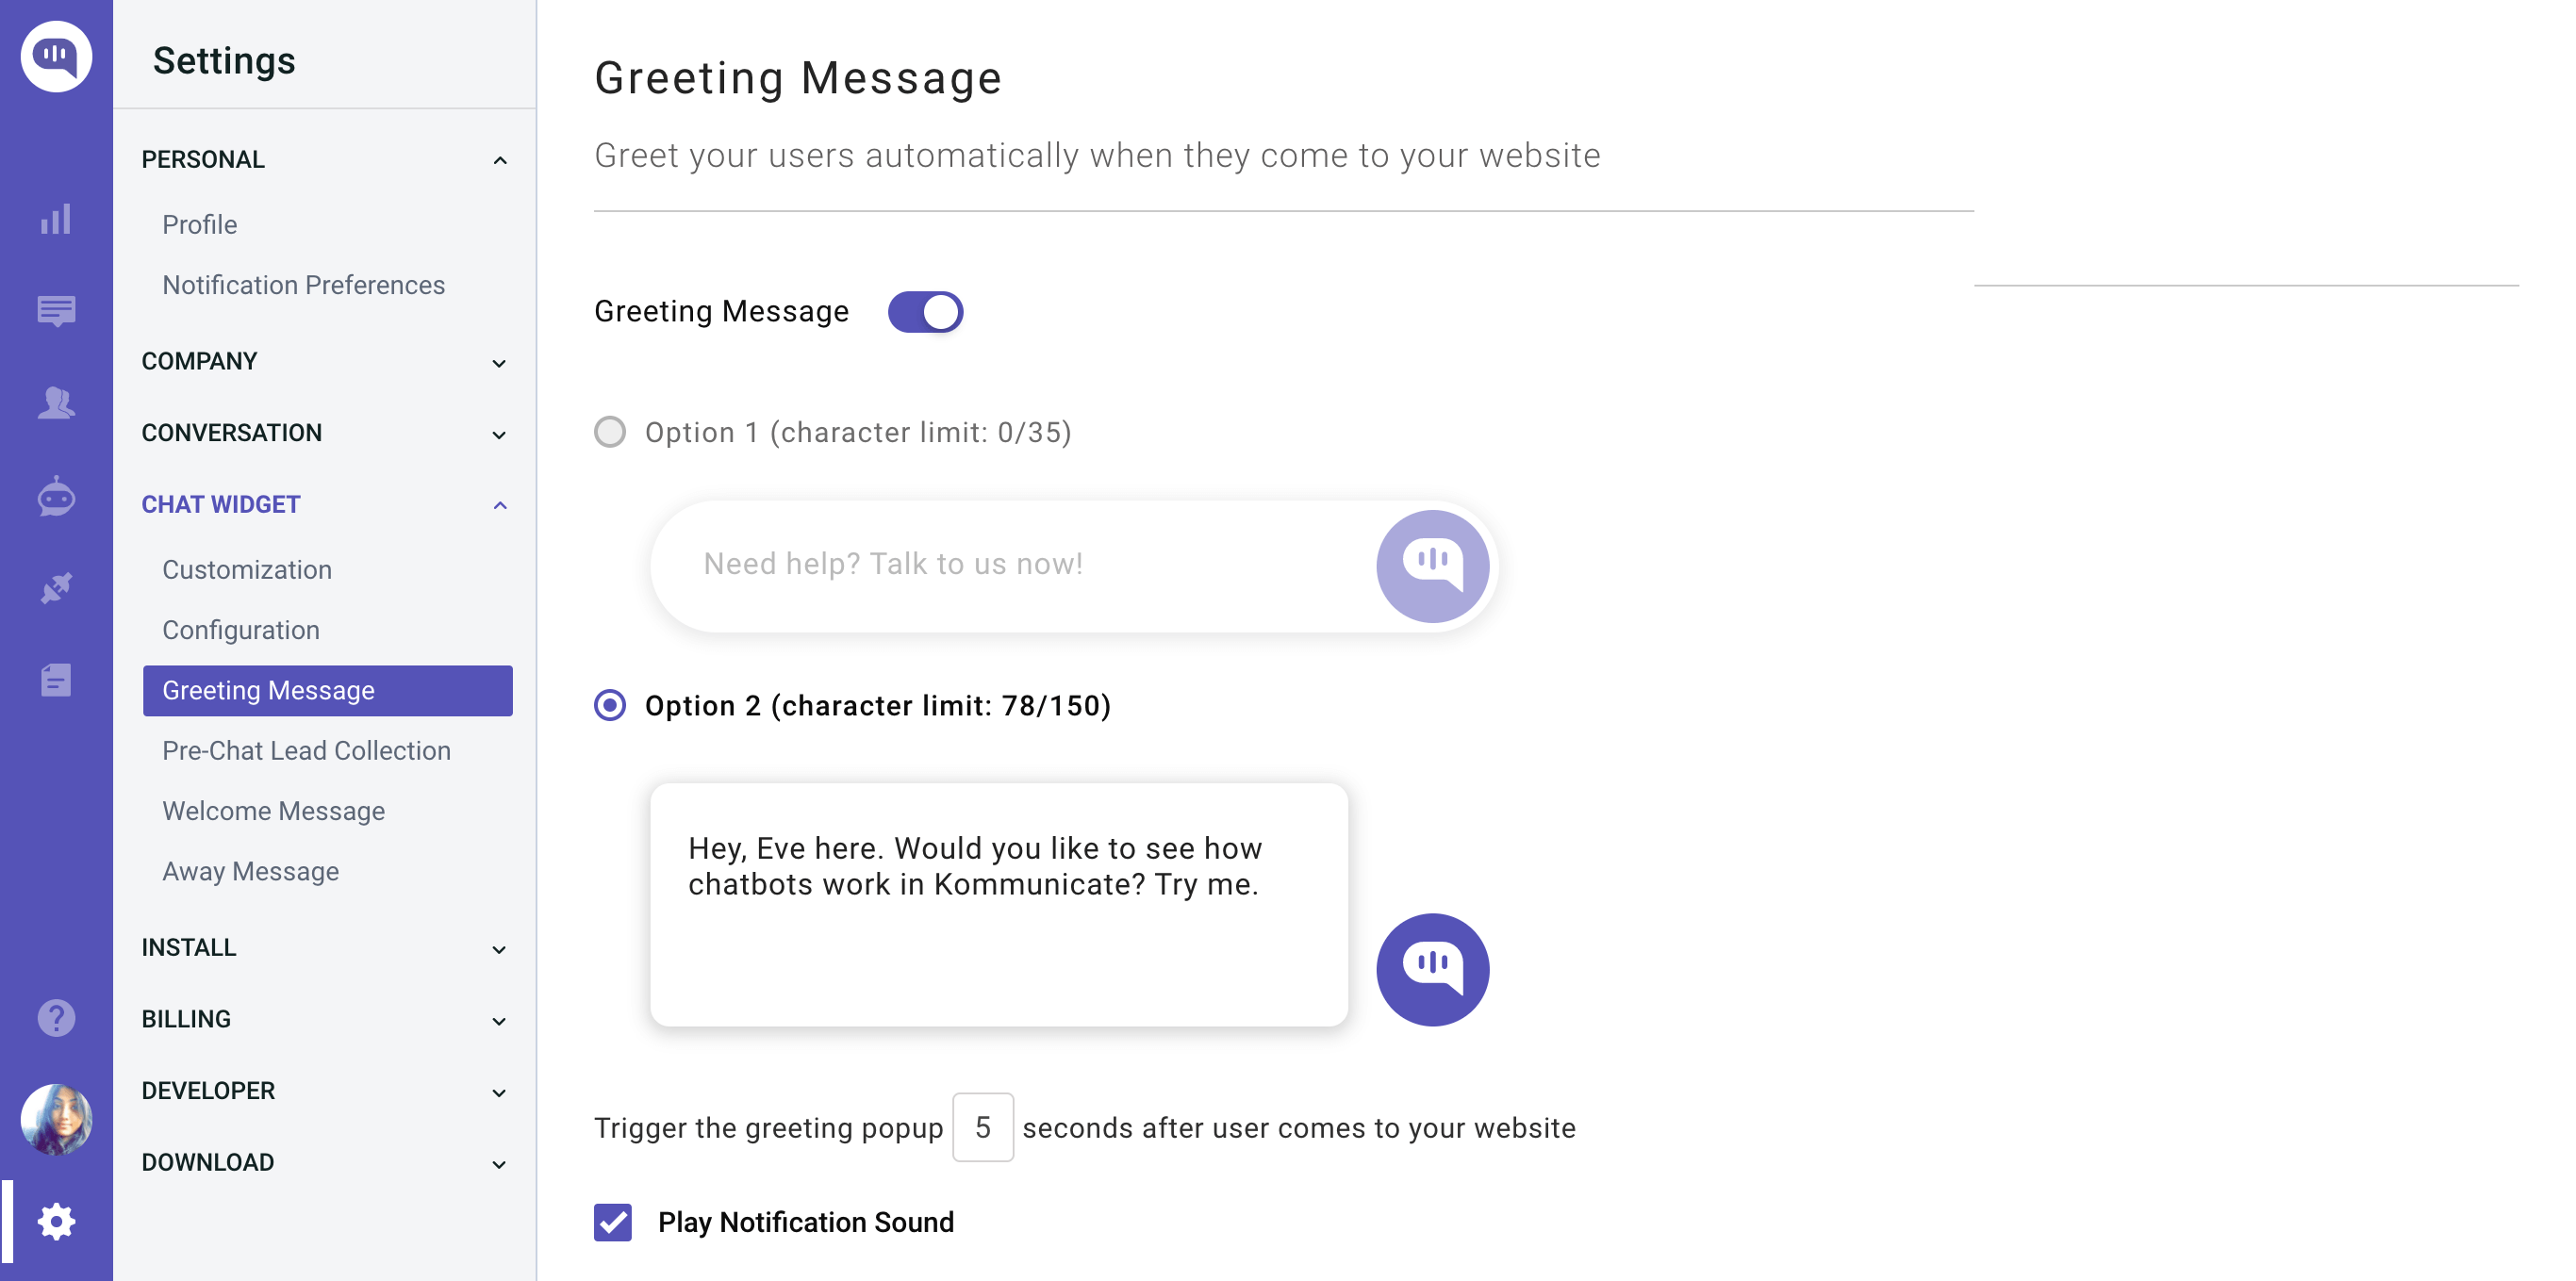 Settings
PERSONAL
Profile
Notification Preferences
COMPANY
CONVERSATION
CHAT WIDGET
Customization
Configuration
Greeting Message
Pre-Chat Lead Collection
Welcome Message
Away Message
INSTALL
BILLING
DEVELOPER
DOWNLOAD
Greeting Message
Greet your users automatically when they come to your website
Greeting Message
Option 1 (character limit: 0/35)
Need help? Talk to us now!
Option 2 (character limit: 78/150)
Hey, Eve here. Would you like to see how
chatbots work in Kommunicate? Try me.
Trigger the greeting popup 5 seconds after user comes to your website
Play Notification Sound